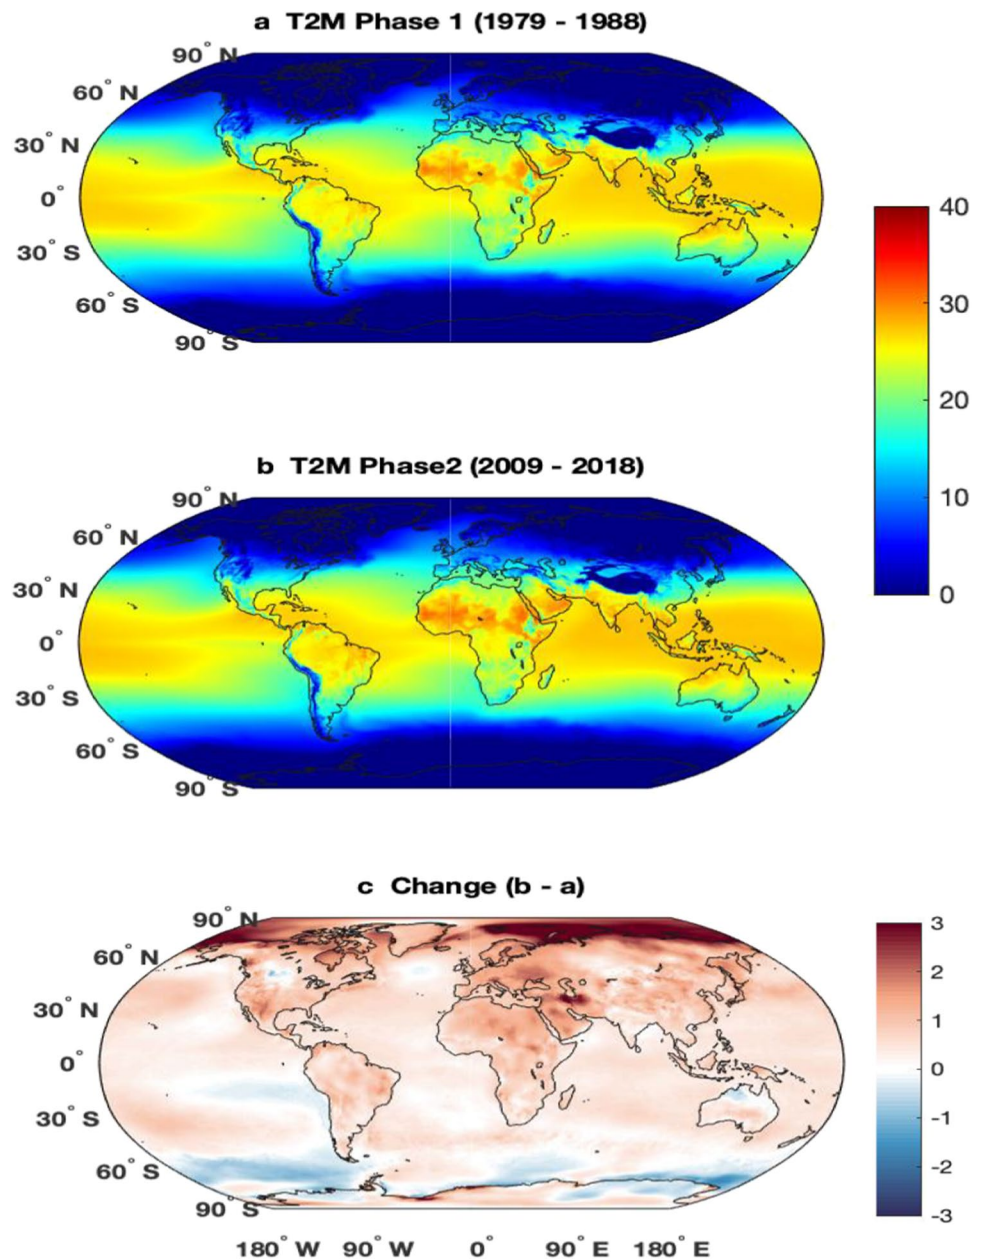 a T2M Phase 1 (1979 - 1988)
90° N
60° N
30° N
0°
30° S
60° S
90° S
40
30
20
10
0
b T2M Phase2 (2009 - 2018)
90° N
60° N
30° N
0°
30° S
60° S
90° S
c Change (b - a)
90° N
60° N
30° N
0°
30° S
60° S
90° S
180° W 90° W 0° 90° E 180° E
3
2
1
0
-1
-2
-3